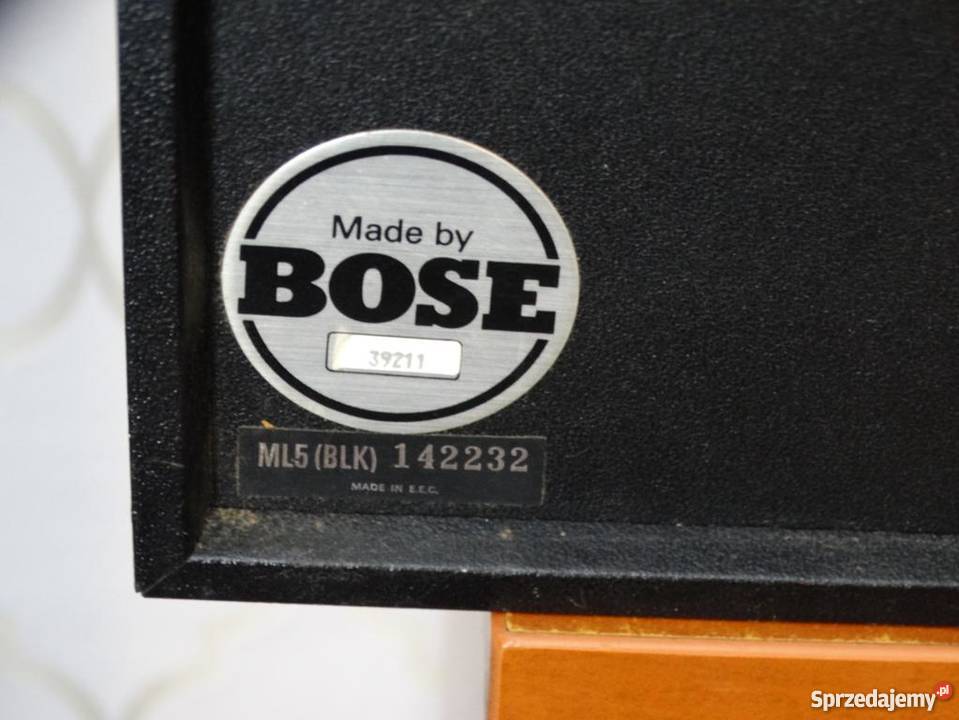 Made by
BOSE
39211
ML5 (BLK) 142232
MADE IN E.E.C.
Sprzedajemy.pl